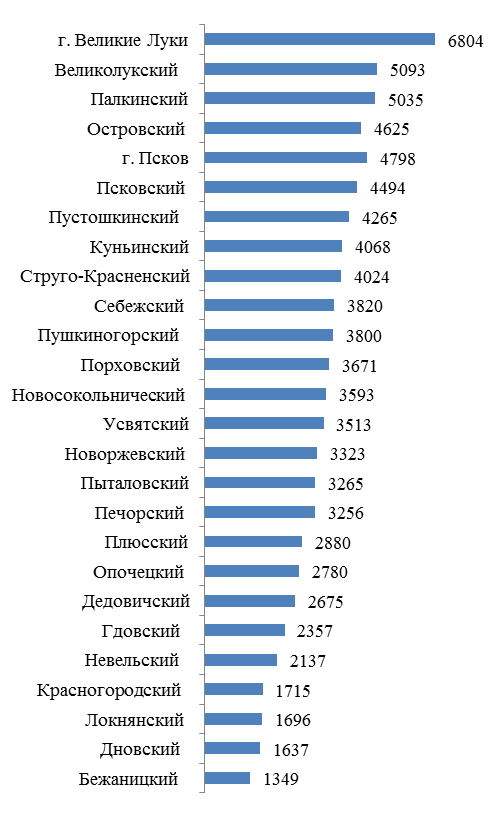 г. Великие Луки 6804
Великолукский 5093
Палкинский 5035
Островский 4625
г. Псков 4798
Псковский 4494
Пустошкинский 4265
Куньинский 4068
Струго-Красненский 4024
Себежский 3820
Пушкиногорский 3800
Порховский 3671
Новосокольнический 3593
Усвятский 3513
Новоржевский 3323
Пыталовский 3265
Печорский 3256
Плюсский 2880
Опочецкий 2780
Дедовичский 2675
Гдовский 2357
Невельский 2137
Красногородский 1715
Локнянский 1696
Дновский 1637
Бежаницкий 1349